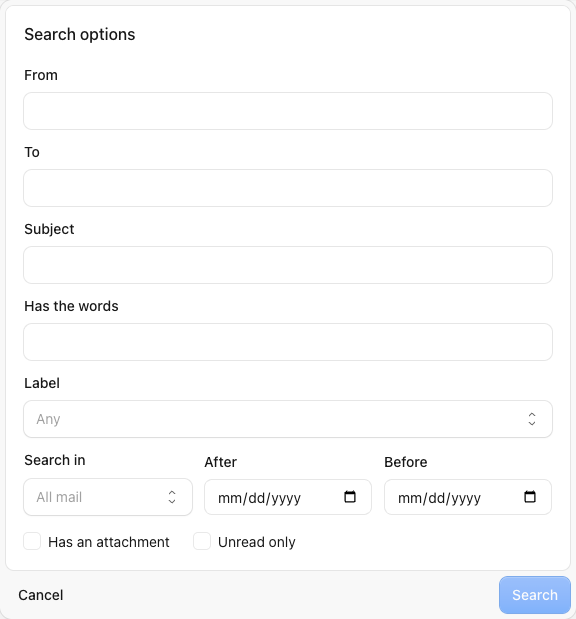 Search options
From
To
Subject
Has the words
Label
Any
Search in After Before
All mail mm/dd/yyyy mm/dd/yyyy
Has an attachment Unread only
Cancel Search